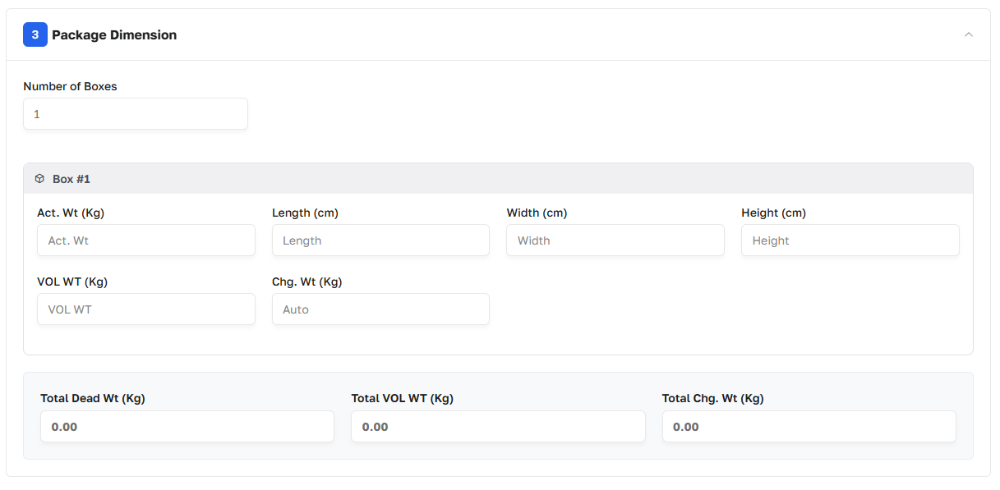 3 Package Dimension
Number of Boxes
1
Box #1
Act. Wt (Kg) Length (cm) Width (cm) Height (cm)
Act. Wt Length Width Height
VOL WT (Kg) Chg. Wt (Kg)
VOL WT Auto
Total Dead Wt (Kg) Total VOL WT (Kg) Total Chg. Wt (Kg)
0.00 0.00 0.00